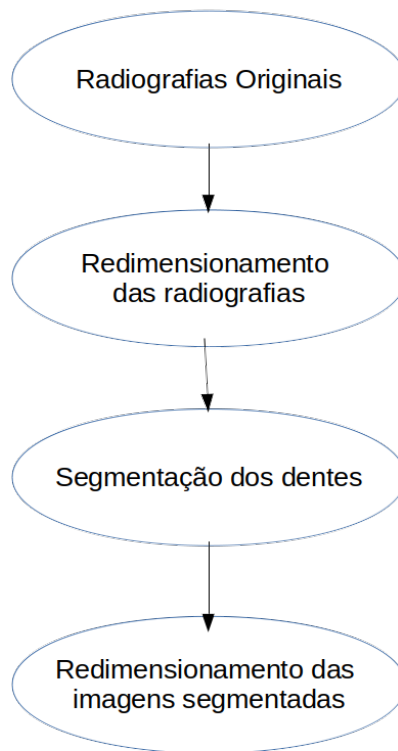 Radiografias Originais
Redimensionamento
das radiografias
Segmentação dos dentes
Redimensionamento das
imagens segmentadas